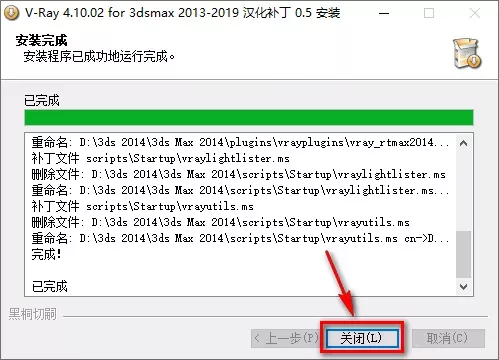 V-Ray 4.10.02 for 3dsmax 2013-2019 汉化补丁 0.5 安装
安装完成
安装程序已成功地运行完成。
已完成
重命名: D:\3ds 2014\3ds Max 2014\plugins\vrayplugins\vray_rtmax2014...
补丁文件 scripts\Startup\vraylightlister.ms
删除文件: D:\3ds 2014\3ds Max 2014\scripts\Startup\vraylightlister.ms
重命名: D:\3ds 2014\3ds Max 2014\scripts\Startup\vraylightlister.ms...
补丁文件 scripts\Startup\vrayutils.ms
删除文件: D:\3ds 2014\3ds Max 2014\scripts\Startup\vrayutils.ms
重命名: D:\3ds 2014\3ds Max 2014\scripts\Startup\vrayutils.ms cn->D...
完成!
已完成
黑桐切嗣
< 上一步(P) 关闭(L) 取消(C)